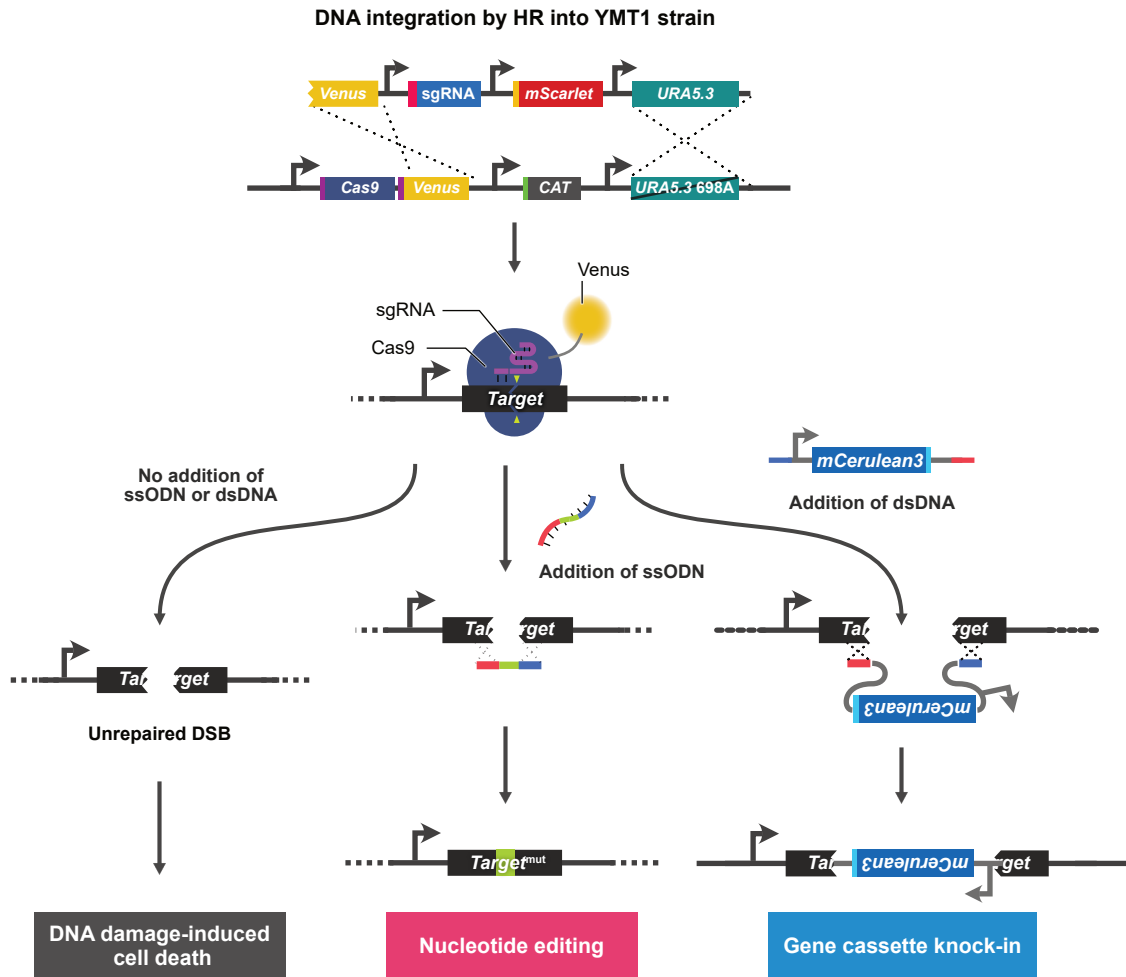 DNA integration by HR into YMT1 strain
Venus sgRNA mScarlet URA5.3
Cas9 Venus CAT URA5-3 698A
Venus
sgRNA
Cas9
Target
mCerulean3
No addition of
ssODN or dsDNA
Addition of dsDNA
Addition of ssODN
Tar rget
Tar rget
Tar rget
mCerulean3
Unrepaired DSB
Target mut
Tar mCerulean3 rget
DNA damage-induced
cell death
Nucleotide editing
Gene cassette knock-in